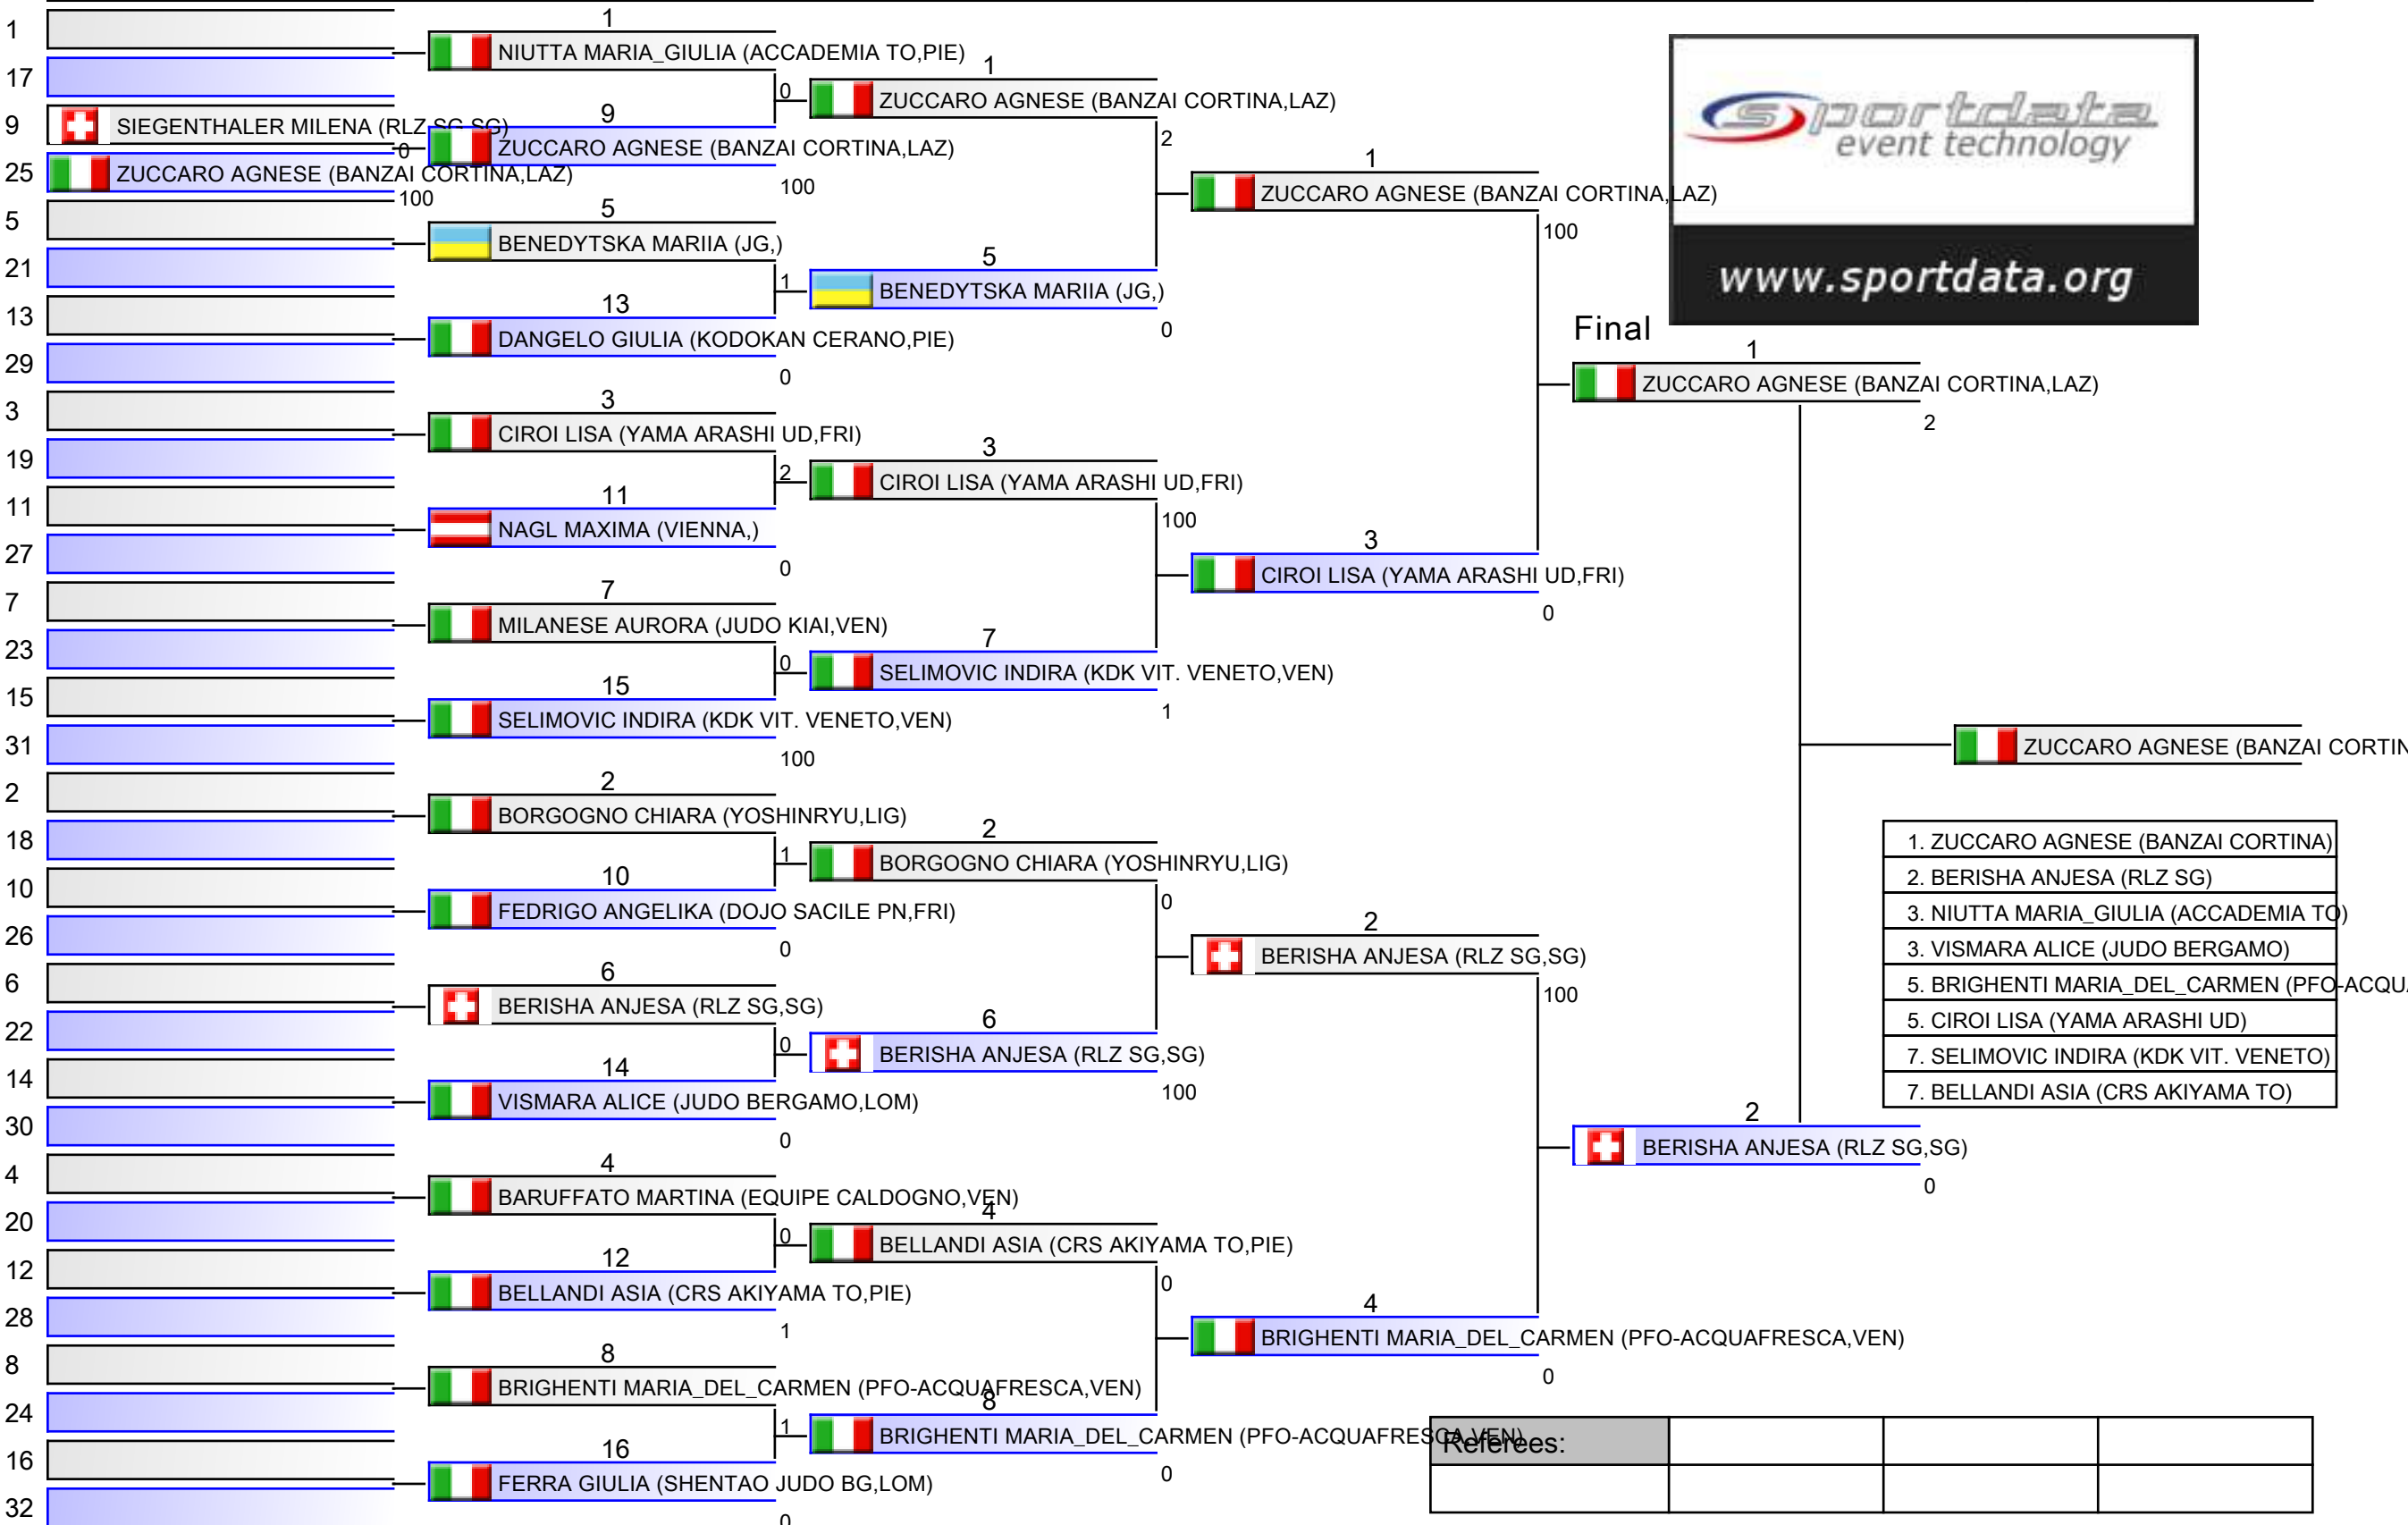 1
17
9 SIEGENTHALER MILENA (RLZ SG,SG)
0
25 ZUCCARO AGNESE (BANZAI CORTINA,LAZ)
100
5
21
13
29
3
19
11
27
7
23
15
31
2
18
10
26
6
22
14
30
4
20
12
28
8
24
16
32
1
NIUTTA MARIA_GIULIA (ACCADEMIA TO,PIE)
0
9
ZUCCARO AGNESE (BANZAI CORTINA,LAZ)
100
5
BENEDYTSKA MARIIA (JG,)
1
13
DANGELO GIULIA (KODOKAN CERANO,PIE)
0
3
CIROI LISA (YAMA ARASHI UD,FRI)
2
11
NAGL MAXIMA (VIENNA,)
0
7
MILANESE AURORA (JUDO KIAI,VEN)
0
15
SELIMOVIC INDIRA (KDK VIT. VENETO,VEN)
100
2
BORGOGNO CHIARA (YOSHINRYU,LIG)
1
10
FEDRIGO ANGELIKA (DOJO SACILE PN,FRI)
0
6
BERISHA ANJESA (RLZ SG,SG)
0
14
VISMARA ALICE (JUDO BERGAMO,LOM)
0
4
BARUFFATO MARTINA (EQUIPE CALDOGNO,VEN)
0
12
BELLANDI ASIA (CRS AKIYAMA TO,PIE)
1
8
BRIGHENTI MARIA_DEL_CARMEN (PFO-ACQUAFRESCA,VEN)
1
16
FERRA GIULIA (SHENTAO JUDO BG,LOM)
0
1
ZUCCARO AGNESE (BANZAI CORTINA,LAZ)
2
5
BENEDYTSKA MARIIA (JG,)
0
3
CIROI LISA (YAMA ARASHI UD,FRI)
100
7
SELIMOVIC INDIRA (KDK VIT. VENETO,VEN)
1
2
BORGOGNO CHIARA (YOSHINRYU,LIG)
0
6
BERISHA ANJESA (RLZ SG,SG)
100
4
BELLANDI ASIA (CRS AKIYAMA TO,PIE)
0
8
BRIGHENTI MARIA_DEL_CARMEN (PFO-ACQUAFRESCA,VEN)
0
1
ZUCCARO AGNESE (BANZAI CORTINA,LAZ)
100
3
CIROI LISA (YAMA ARASHI UD,FRI)
0
2
BERISHA ANJESA (RLZ SG,SG)
100
4
BRIGHENTI MARIA_DEL_CARMEN (PFO-ACQUAFRESCA,VEN)
0
sportdata
event technology
www.sportdata.org
Final
1
ZUCCARO AGNESE (BANZAI CORTINA,LAZ)
2
2
BERISHA ANJESA (RLZ SG,SG)
0
ZUCCARO AGNESE (BANZAI CORTIN
1. ZUCCARO AGNESE (BANZAI CORTINA)
2. BERISHA ANJESA (RLZ SG)
3. NIUTTA MARIA_GIULIA (ACCADEMIA TO)
3. VISMARA ALICE (JUDO BERGAMO)
5. BRIGHENTI MARIA_DEL_CARMEN (PFO-ACQUA
5. CIROI LISA (YAMA ARASHI UD)
7. SELIMOVIC INDIRA (KDK VIT. VENETO)
7. BELLANDI ASIA (CRS AKIYAMA TO)
Referees: